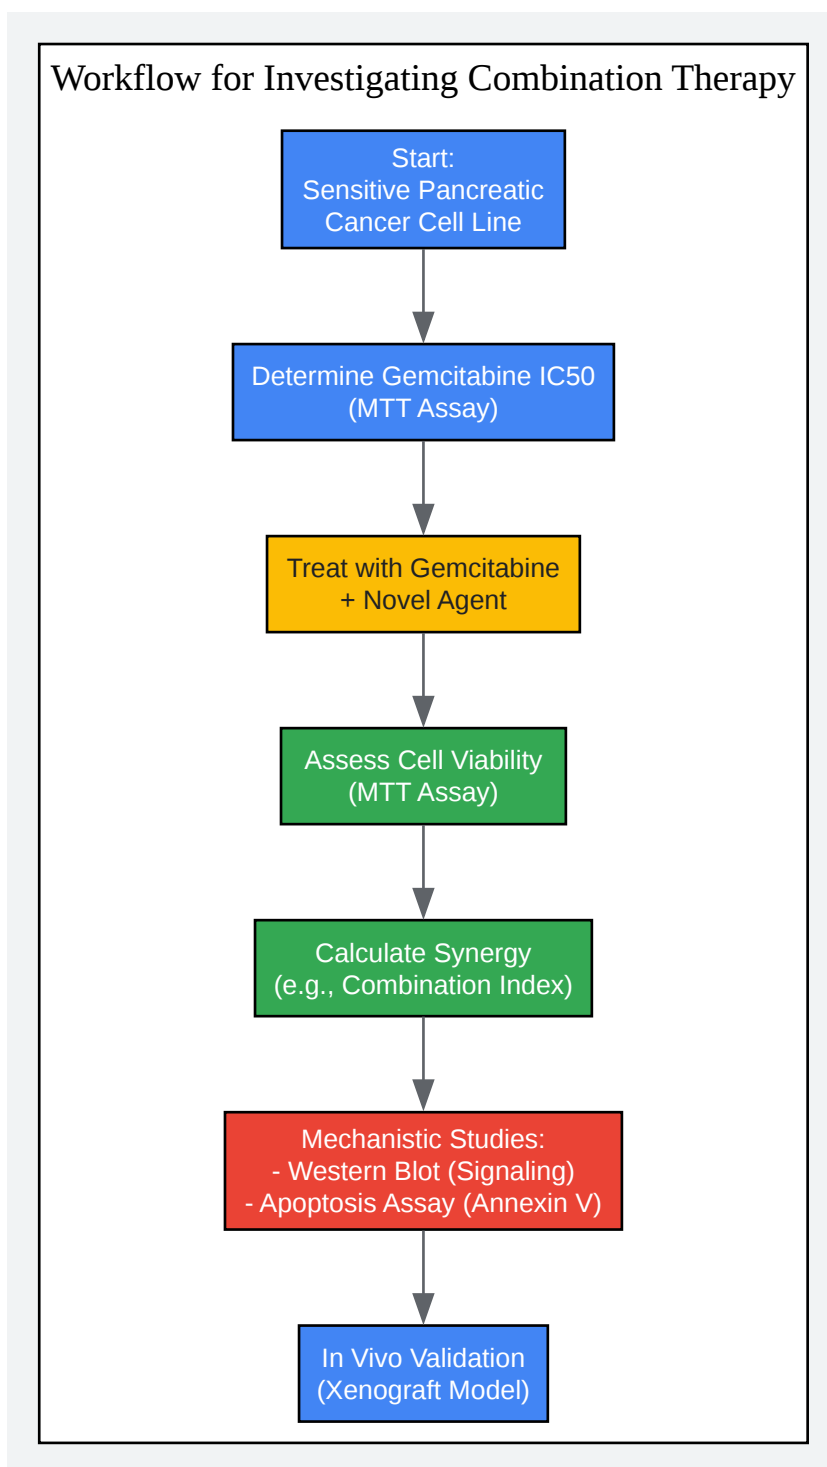 Workflow for Investigating Combination Therapy
Start:
Sensitive Pancreatic
Cancer Cell Line
Determine Gemcitabine IC50
(MTT Assay)
Treat with Gemcitabine
+ Novel Agent
Assess Cell Viability
(MTT Assay)
Calculate Synergy
(e.g., Combination Index)
Mechanistic Studies:
- Western Blot (Signaling)
- Apoptosis Assay (Annexin V)
In Vivo Validation
(Xenograft Model)